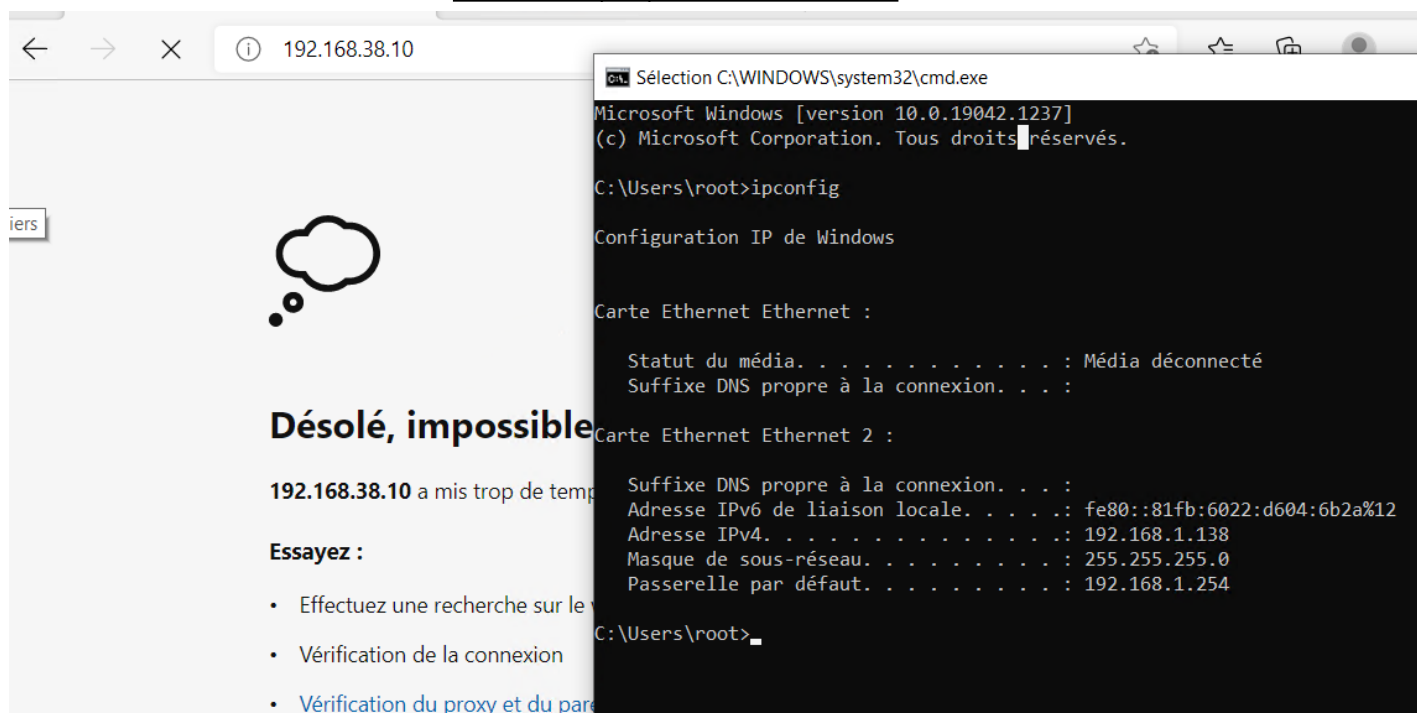 192.168.38.10
iers
Désolé, impossible
192.168.38.10 a mis trop de temp
Essayez :
• Effectuez une recherche sur le
• Vérification de la connexion
• Vérification du proxy et du par
Sélection C:\WINDOWS\system32\cmd.exe
Microsoft Windows [version 10.0.19042.1237]
(c) Microsoft Corporation. Tous droits réservés.
C:\Users\root>ipconfig
Configuration IP de Windows
Carte Ethernet Ethernet :
Statut du média. . . . . . . . . . . . : Média déconnecté
Suffixe DNS propre à la connexion. . . :
Carte Ethernet Ethernet 2 :
Suffixe DNS propre à la connexion. . . :
Adresse IPv6 de liaison locale. . . . .: fe80::81fb:6022:d604:6b2a%12
Adresse IPv4. . . . . . . . . . . . . .: 192.168.1.138
Masque de sous-réseau. . . . . . . . . : 255.255.255.0
Passerelle par défaut. . . . . . . . . : 192.168.1.254
C:\Users\root>